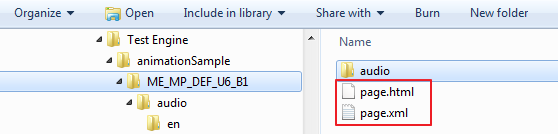 Organize Open Include in library Share with Burn New folder
Test Engine
animationSample
ME_MP_DEF_U6_B1
audio
en
Name
audio
page.html
page.xml